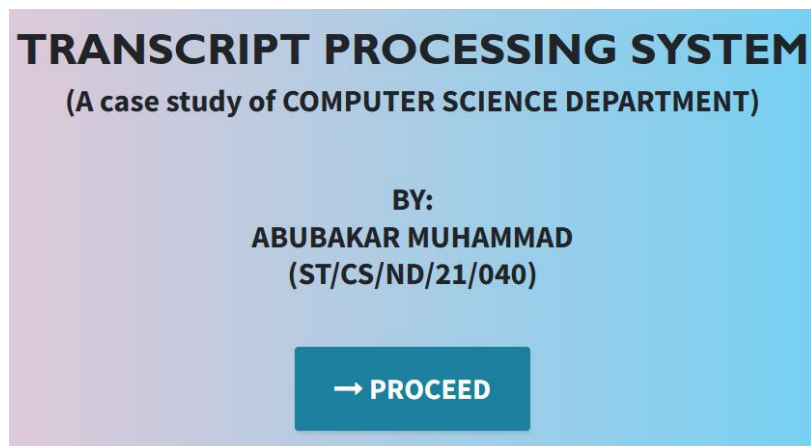 TRANSCRIPT PROCESSING SYSTEM
(A case study of COMPUTER SCIENCE DEPARTMENT)
BY:
ABUBAKAR MUHAMMAD
(ST/CS/ND/21/040)
→ PROCEED